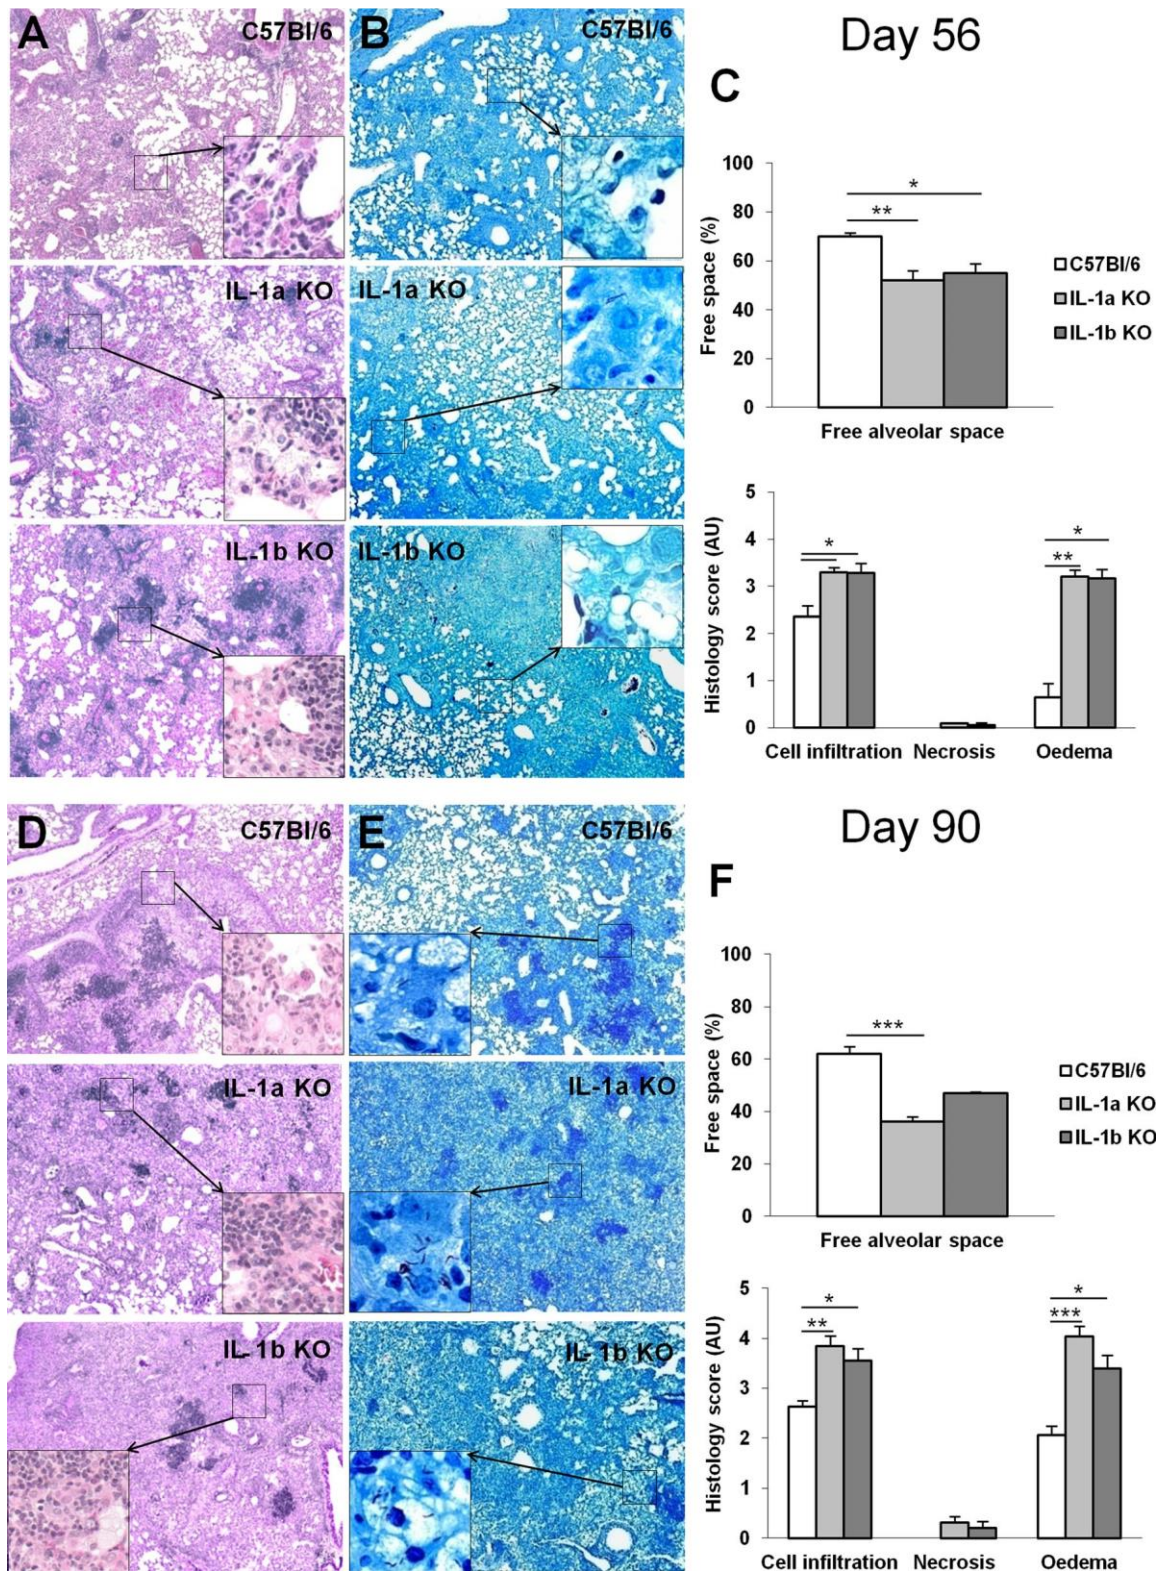 A
C57Bl/6
B
C57Bl/6
Day 56
C
IL-1a KO
IL-1a KO
IL-1b KO
IL-1b KO
100
80
60
40
20
0
Free space (%)
*
**
Free alveolar space
C57Bl/6
IL-1a KO
IL-1b KO
5
4
3
2
1
0
Histology score (AU)
*
*
**
Cell infiltration Necrosis Oedema
D
C57Bl/6
E
C57Bl/6
Day 90
F
IL-1a KO
IL-1a KO
IL-1b KO
IL-1b KO
100
80
60
40
20
0
Free space (%)
***
Free alveolar space
C57Bl/6
IL-1a KO
IL-1b KO
5
4
3
2
1
0
Histology score (AU)
*
**
*
***
Cell infiltration Necrosis Oedema